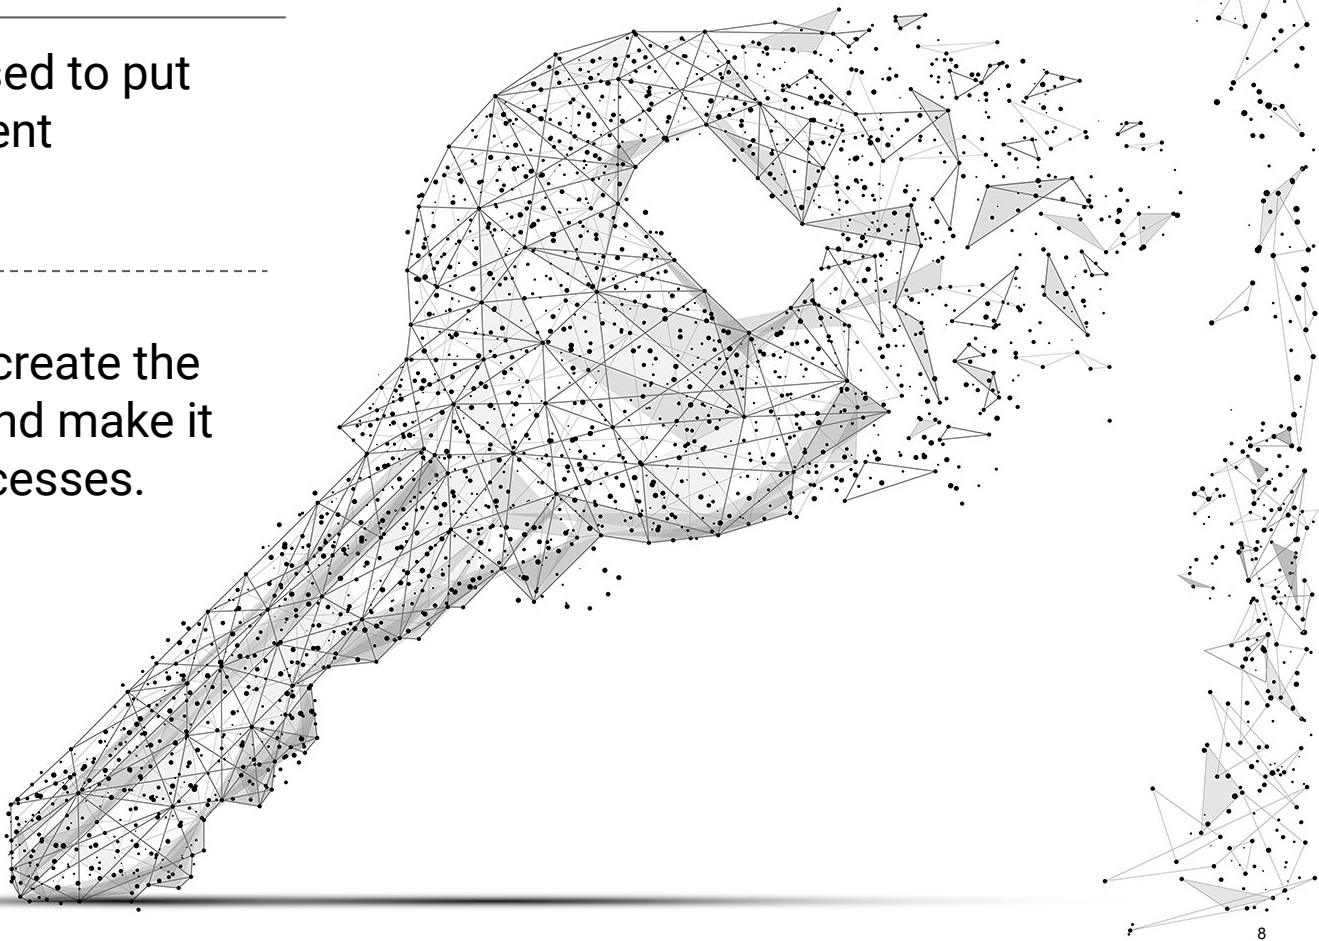 sed to put
ent
create the
nd make it
cesses.
8